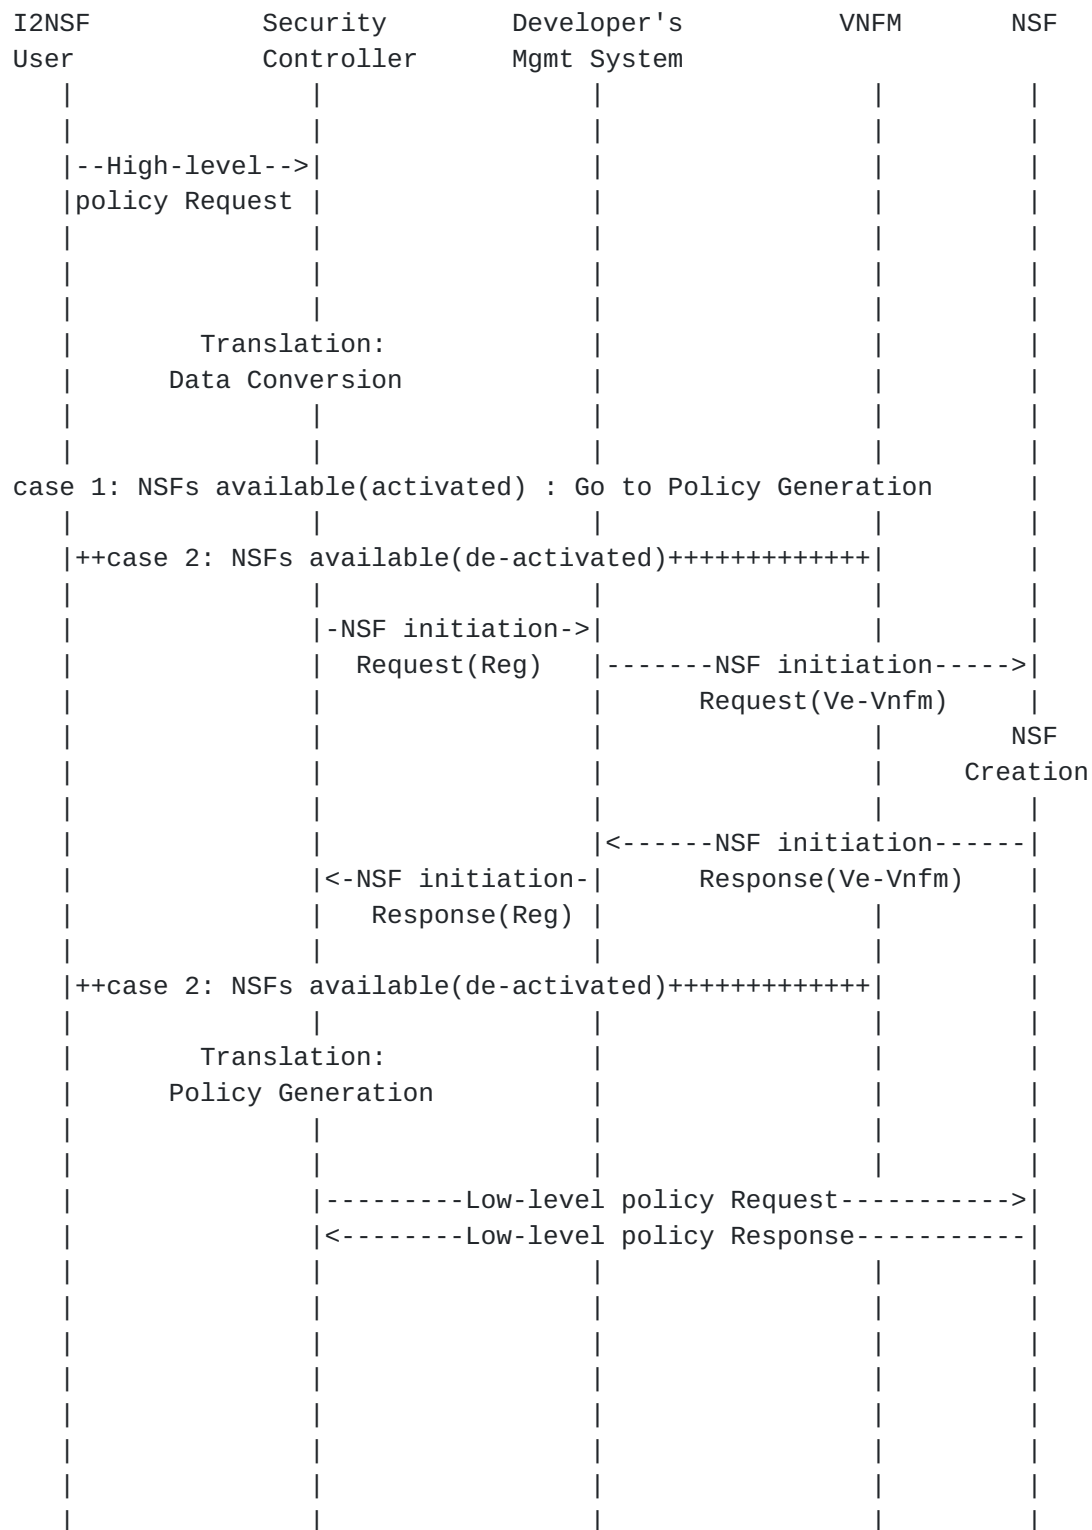 I2NSF           Security        Developer's          VNFM       NSF
User            Controller      Mgmt System
   |               |                 |                 |         |
   |               |                 |                 |         |
   |--High-level-->|                 |                 |         |
   |policy Request |                 |                 |         |
   |               |                 |                 |         |
   |               |                 |                 |         |
   |               |                 |                 |         |
   |        Translation:             |                 |         |
   |      Data Conversion            |                 |         |
   |               |                 |                 |         |
   |               |                 |                 |         |
case 1: NSFs available(activated) : Go to Policy Generation      |
   |               |                 |                 |         |
   |++case 2: NSFs available(de-activated)+++++++++++++|         |
   |               |                 |                 |         |
   |               |-NSF initiation->|                 |         |
   |               |  Request(Reg)   |-------NSF initiation----->|
   |               |                 |      Request(Ve-Vnfm)     |
   |               |                 |                 |        NSF
   |               |                 |                 |     Creation
   |               |                 |                 |         |
   |               |                 |<------NSF initiation------|
   |               |<-NSF initiation-|      Response(Ve-Vnfm)    |
   |               |   Response(Reg) |                 |         |
   |               |                 |                 |         |
   |++case 2: NSFs available(de-activated)+++++++++++++|         |
   |               |                 |                 |         |
   |        Translation:             |                 |         |
   |      Policy Generation          |                 |         |
   |               |                 |                 |         |
   |               |                 |                 |         |
   |               |---------Low-level policy Request----------->|
   |               |<--------Low-level policy Response-----------|
   |               |                 |                 |         |
   |               |                 |                 |         |
   |               |                 |                 |         |
   |               |                 |                 |         |
   |               |                 |                 |         |
   |               |                 |                 |         |
   |               |                 |                 |         |
   |               |                 |                 |         |